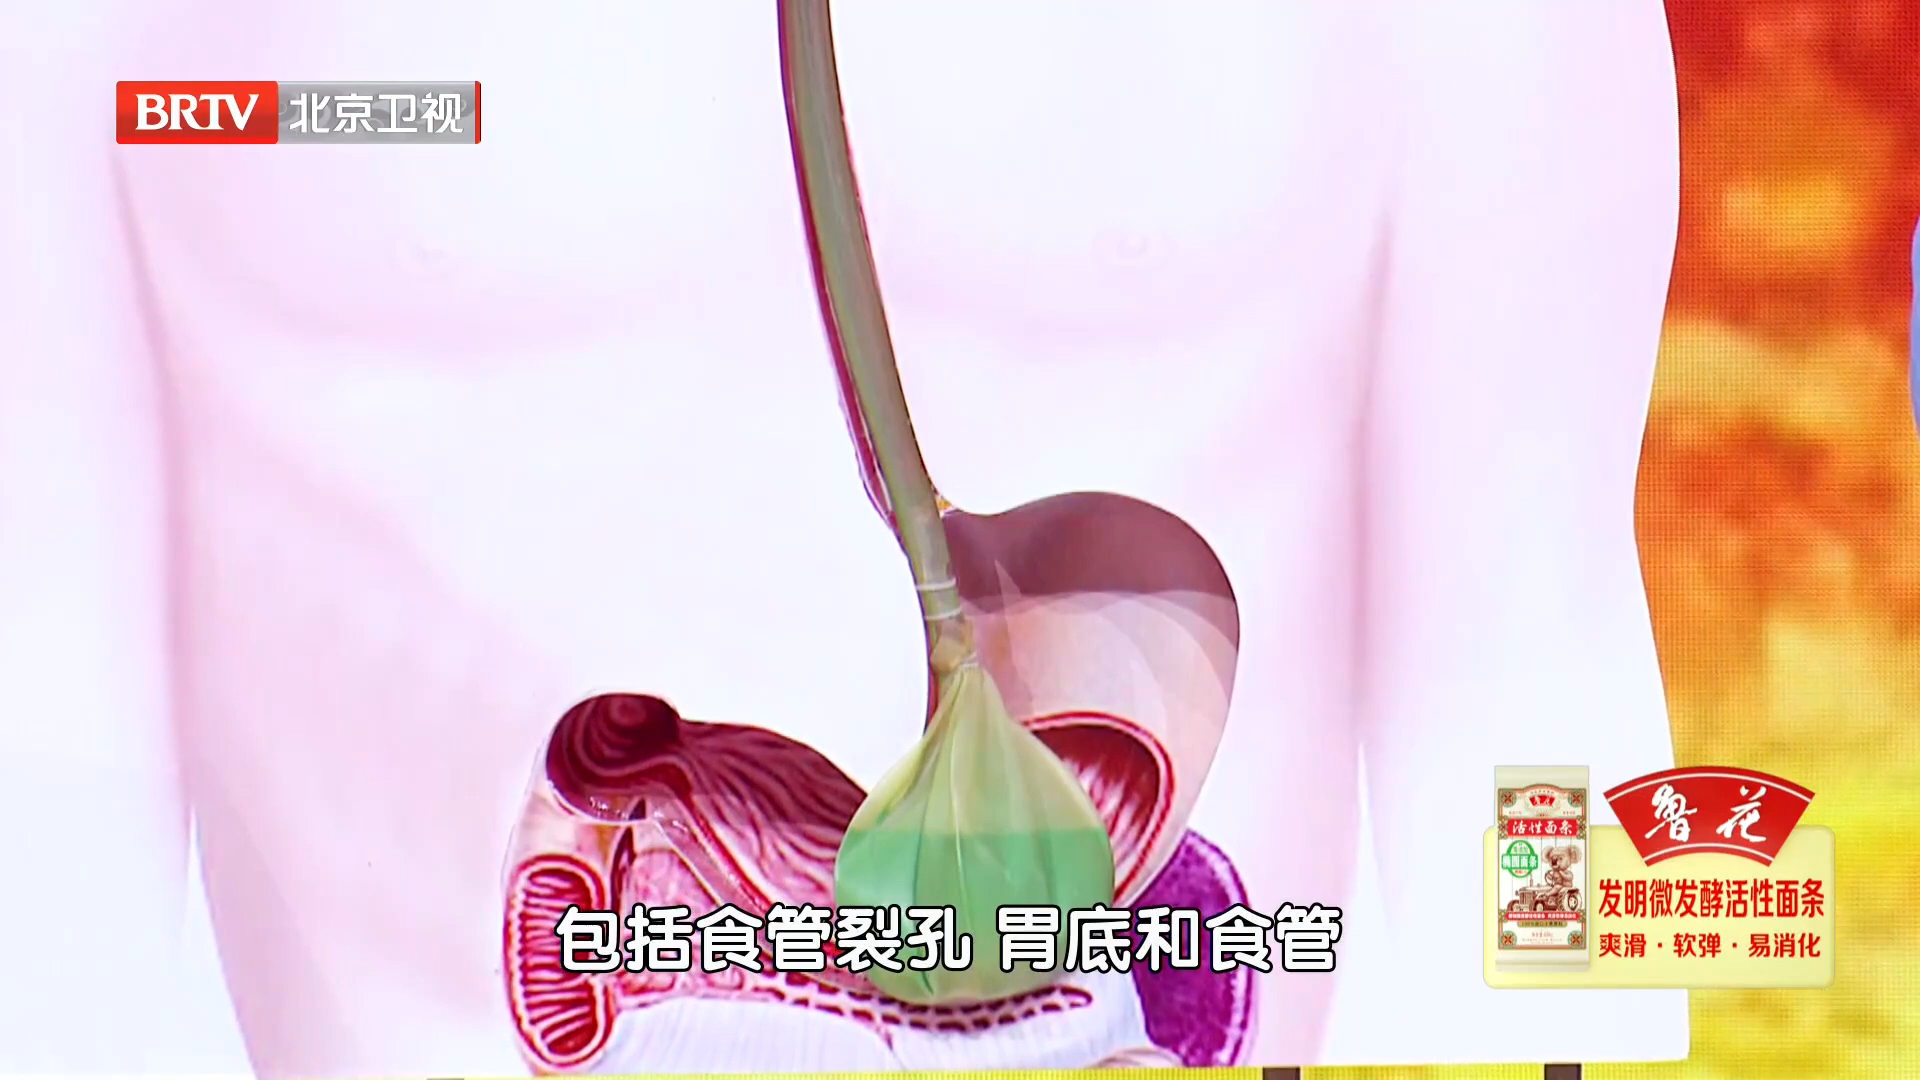 BRTV 北京卫视
鲁花
活性面条
鲁花
发明微发酵活性面条
爽滑·软弹·易消化
包括食管裂孔 胃底和食管